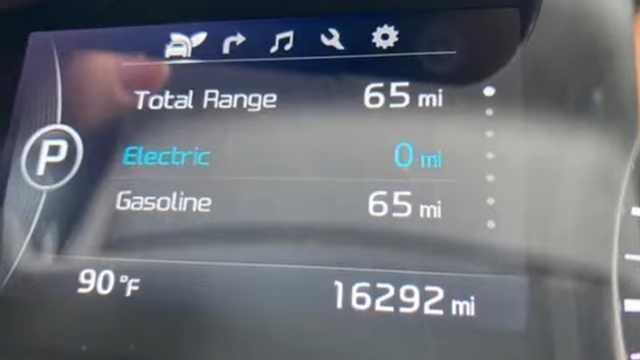 Total Range 65 mi
P
Electric 0 mi
Gasoline 65 mi
90 °F 16292 mi